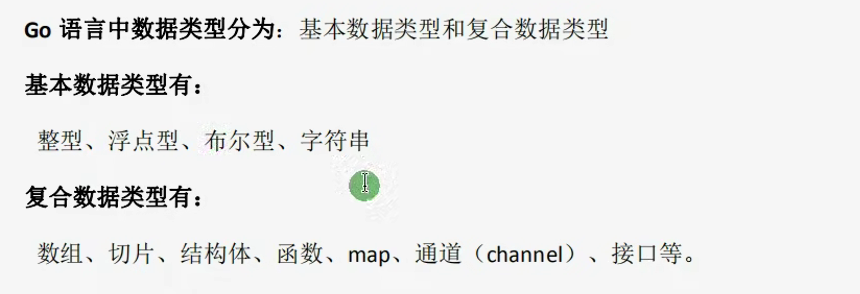 Go 语言中数据类型分为：基本数据类型和复合数据类型
基本数据类型有：
整型、浮点型、布尔型、字符串
复合数据类型有：
数组、切片、结构体、函数、map、通道（channel）、接口等。